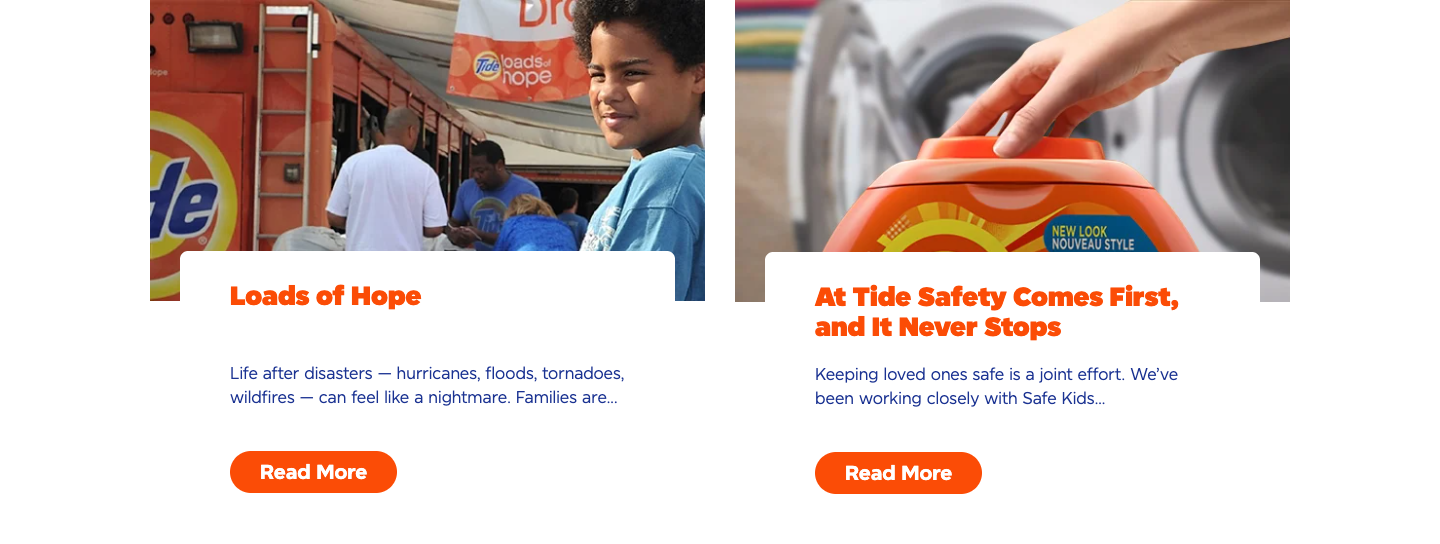 Tide
loads of
hope
de
®
NEW LOOK
NOUVEAU STYLE
Loads of Hope
Life after disasters — hurricanes, floods, tornadoes,
wildfires — can feel like a nightmare. Families are...
Read More
At Tide Safety Comes First,
and It Never Stops
Keeping loved ones safe is a joint effort. We’ve
been working closely with Safe Kids...
Read More